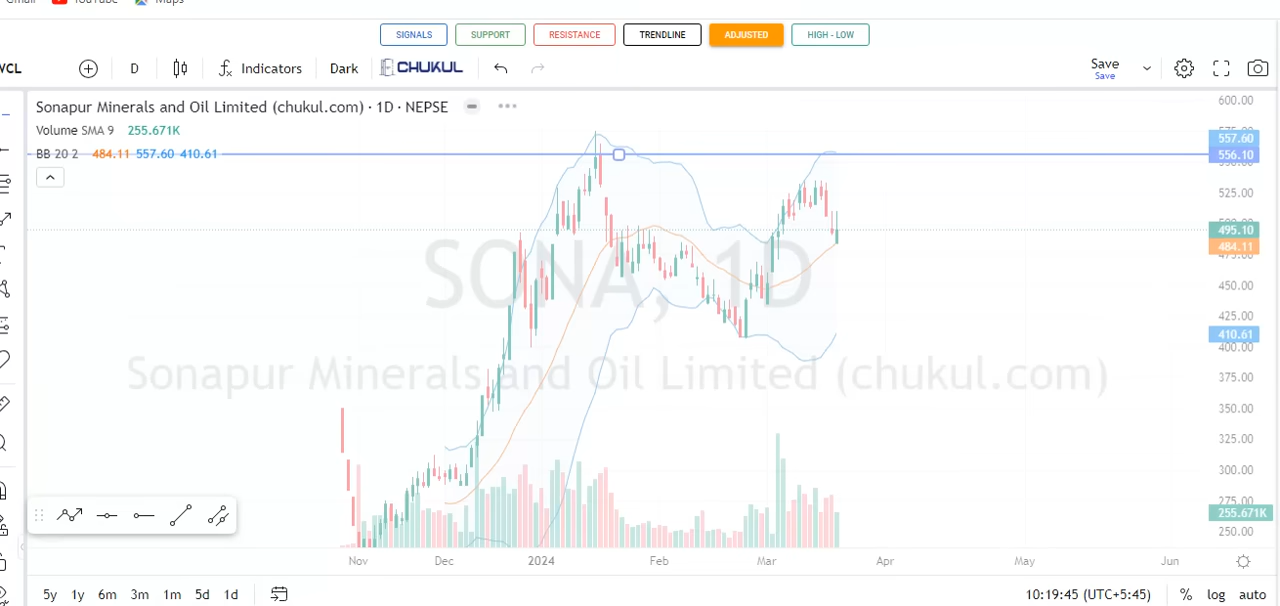 YouTube
Maps
SIGNALS SUPPORT RESISTANCE TRENDLINE ADJUSTED HIGH - LOW
VCL D Indicators Dark CHUKUL Save
Save
Sonapur Minerals and Oil Limited (chukul.com) · 1D · NEPSE
Volume SMA 9 255.671K
BB 20 2 484.11 557.60 410.61
600.00
557.60
556.10
525.00
495.10
484.11
450.00
425.00
410.61
400.00
375.00
350.00
325.00
300.00
275.00
255.671K
250.00
SONA, 1D
Sonapur Minerals and Oil Limited (chukul.com)
Nov Dec 2024 Feb Mar Apr May Jun
5y 1y 6m 3m 1m 5d 1d 10:19:45 (UTC+5:45) % log auto